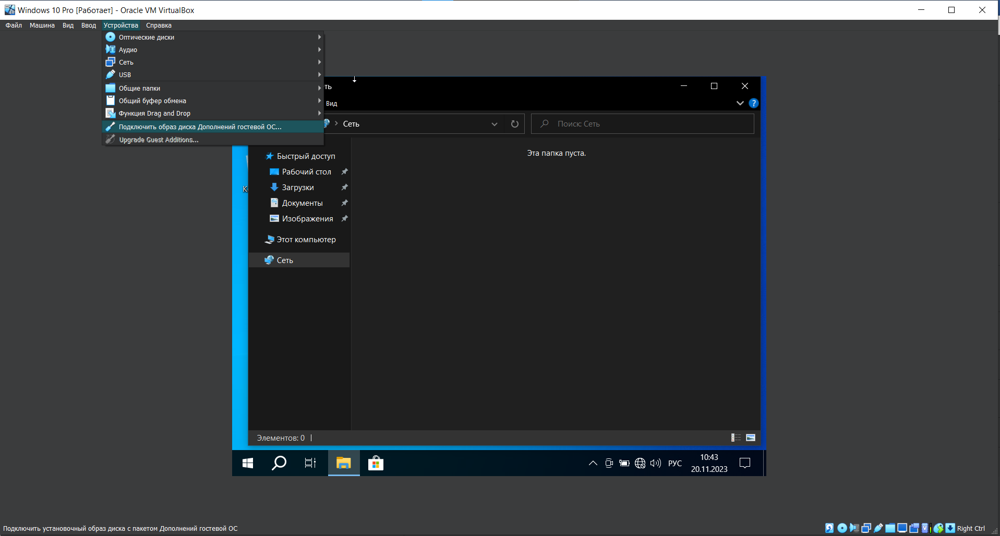 Windows 10 Pro [Работает] - Oracle VM VirtualBox
Файл Машина Вид Ввод Устройства Справка
Оптические диски
Аудио
Сеть
USB
Общие папки
Общий буфер обмена
Функция Drag and Drop
Подключить образ диска Дополнений гостевой ОС...
Upgrade Guest Additions...
Вид
?
Сеть
Поиск: Сеть
Эта папка пуста.
Быстрый доступ
Рабочий стол
Загрузки
Документы
Изображения
Этот компьютер
Сеть
Элементов: 0
РУС
10:43
20.11.2023
Подключить установочный образ диска с пакетом Дополнений гостевой ОС
Right Ctrl